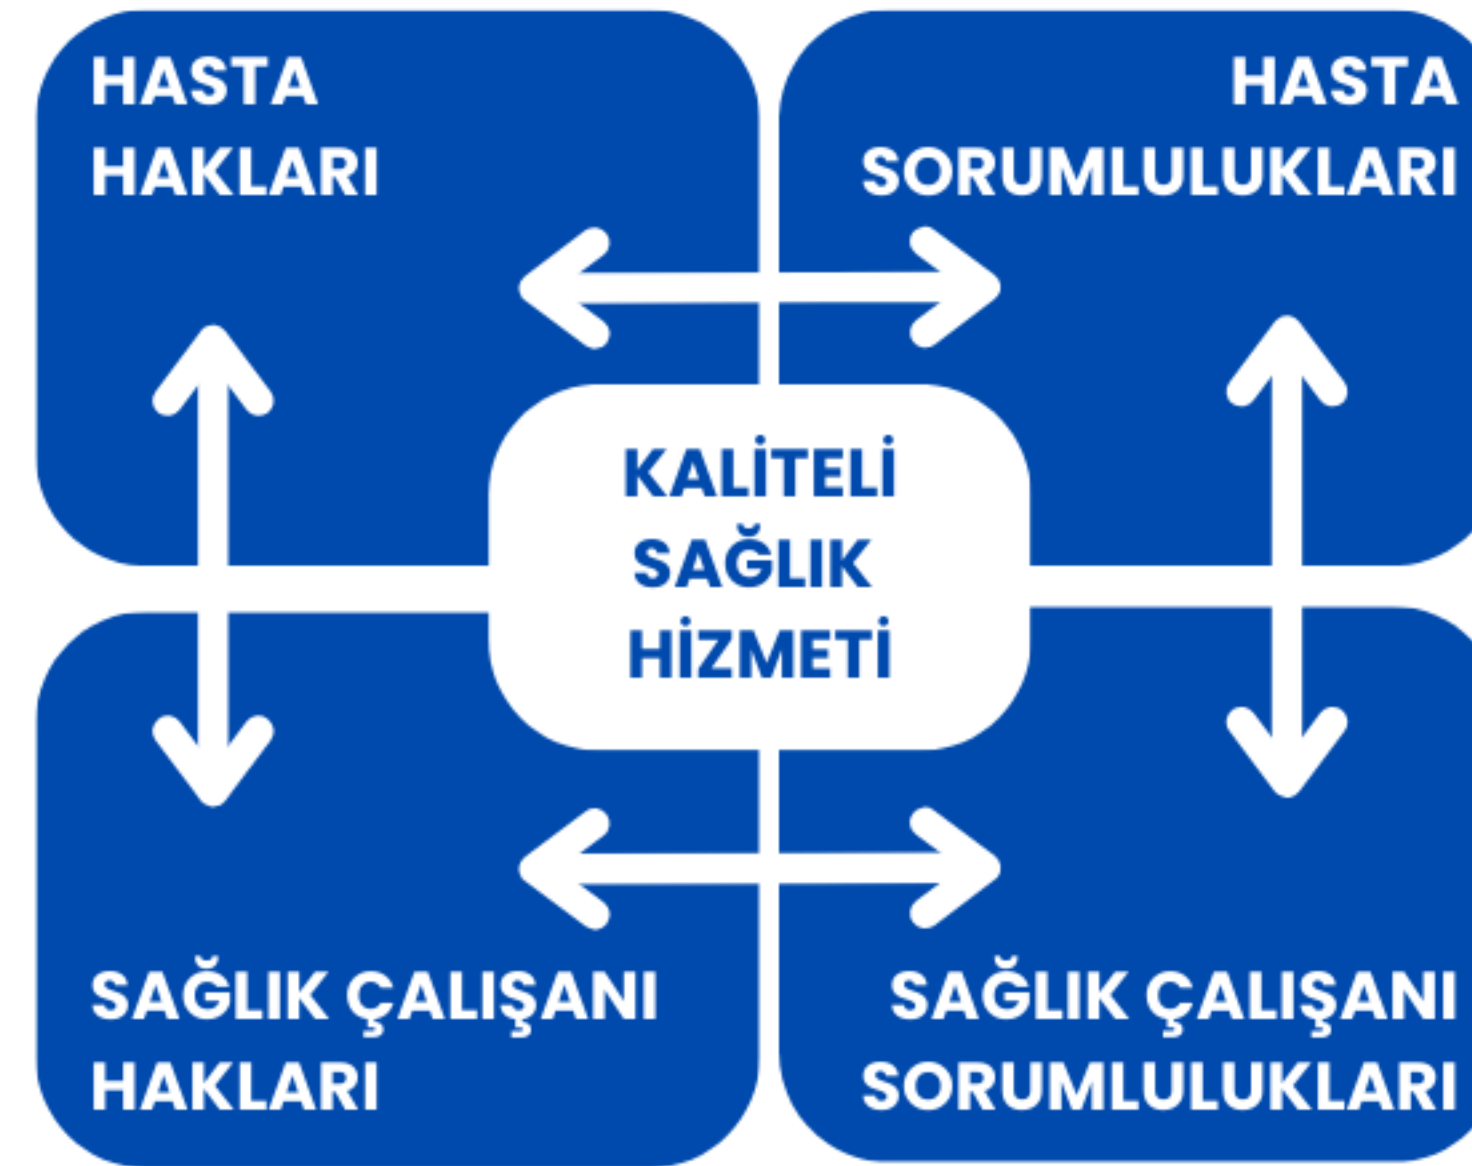 HASTA
HAKLARI
HASTA
SORUMLULUKLARI
KALİTELİ
SAĞLIK
HİZMETİ
SAĞLIK ÇALIŞANI
HAKLARI
SAĞLIK ÇALIŞANI
SORUMLULUKLARI